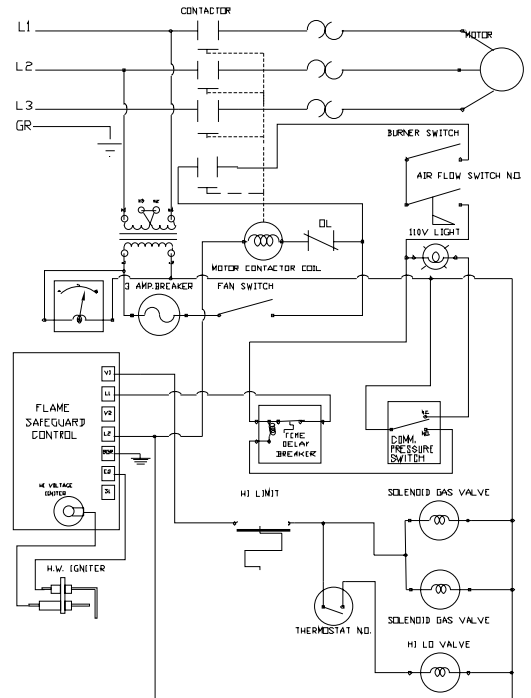 CONTACTOR
L1
MOTOR
L2
L3
GR
BURNER SWITCH
AIR FLOW SWITCH N.O.
110V LIGHT
OL
MOTOR CONTACTOR COIL
3 AMP.BREAKER
FAN SWITCH
V1
L1
FLAME
SAFEGUARD
CONTROL
V2
L2
HI VOLTAGE
IGNITER
TIME
DELAY
BREAKER
COMM.
PRESSURE
SWITCH
HI LIMIT
SOLENOID GAS VALVE
H.W. IGNITER
THERMOSTAT N.O.
SOLENOID GAS VALVE
HI LO VALVE